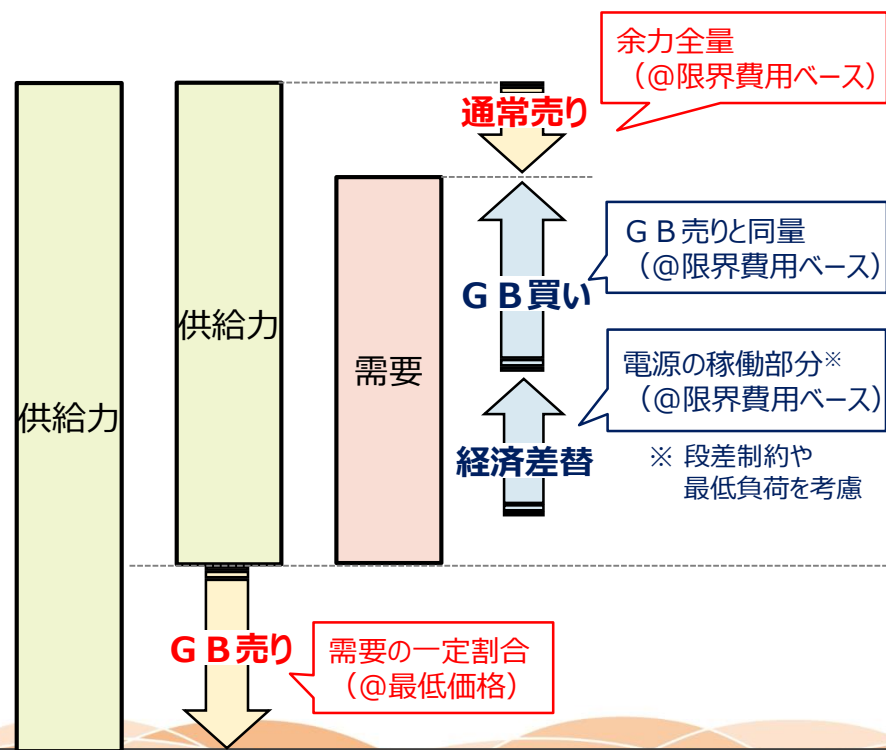 余力全量
(@限界費用ベース)
通常売り
GB売りと同量
(@限界費用ベース)
GB買い
供給力
需要
電源の稼働部分※
(@限界費用ベース)
供給力
経済差替
※ 段差制約や
最低負荷を考慮
GB売り
需要の一定割合
(@最低価格)